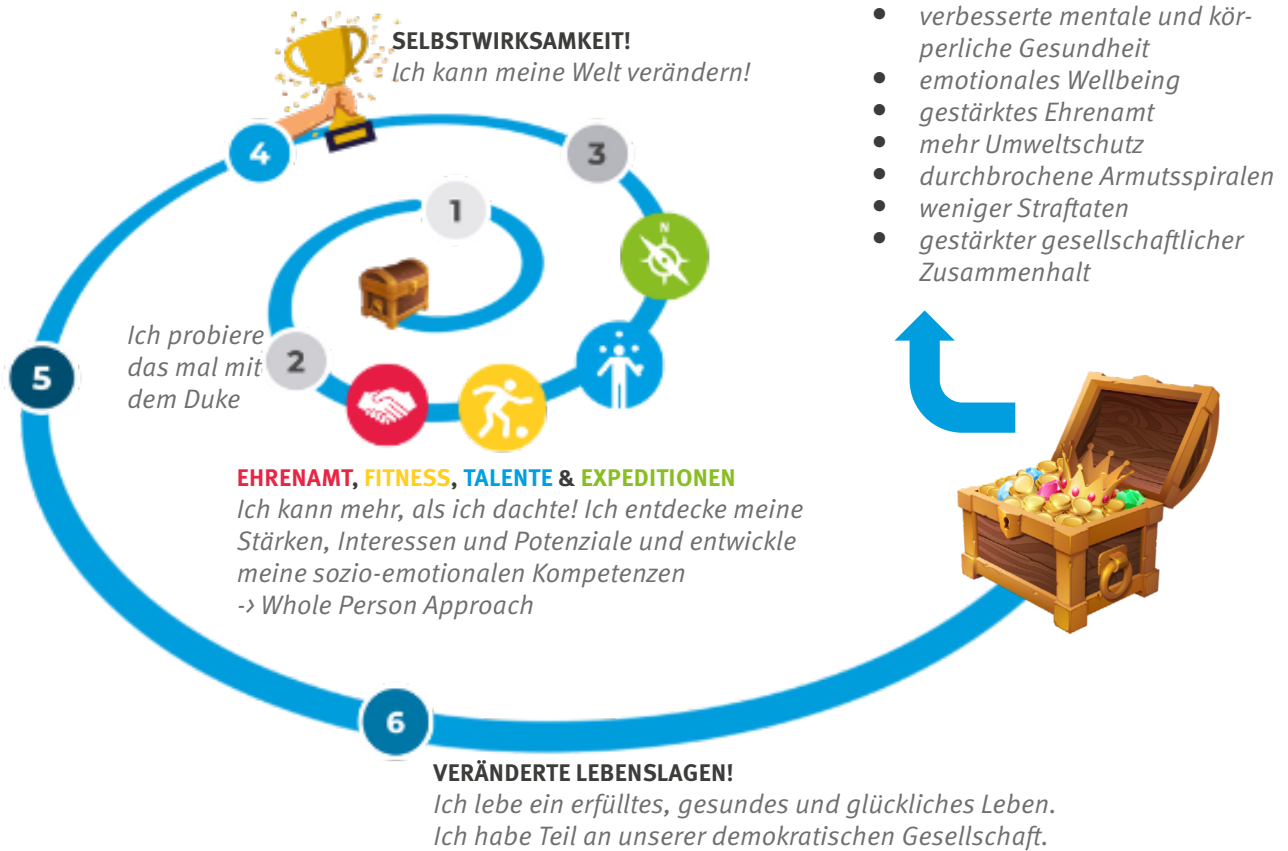 SELBSTWIRKSAMKEIT!
Ich kann meine Welt verändern!
4
3
1
N
Ich probiere
das mal mit
dem Duke
2
5
EHRENAMT, FITNESS, TALENTE & EXPEDITIONEN
Ich kann mehr, als ich dachte! Ich entdecke meine
Stärken, Interessen und Potenziale und entwickle
meine sozio-emotionalen Kompetenzen
-> Whole Person Approach
6
VERÄNDERTE LEBENSLAGEN!
Ich lebe ein erfülltes, gesundes und glückliches Leben.
Ich habe Teil an unserer demokratischen Gesellschaft.
• verbesserte mentale und kör-
perliche Gesundheit
• emotionales Wellbeing
• gestärktes Ehrenamt
• mehr Umweltschutz
• durchbrochene Armutsspiralen
• weniger Straftaten
• gestärkter gesellschaftlicher
Zusammenhalt